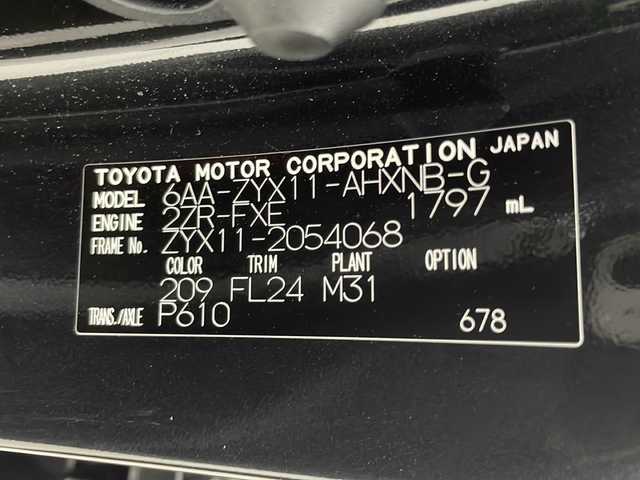 TOYOTA MOTOR CORPORATION JAPAN
MODEL 6AA-ZYX11-AHXNB-G
ENGINE 2ZR-FXE 1797 mL
FRAME No. ZYX11-2054068
COLOR TRIM PLANT OPTION
209 FL24 M31
TRANS./AXLE P610 678